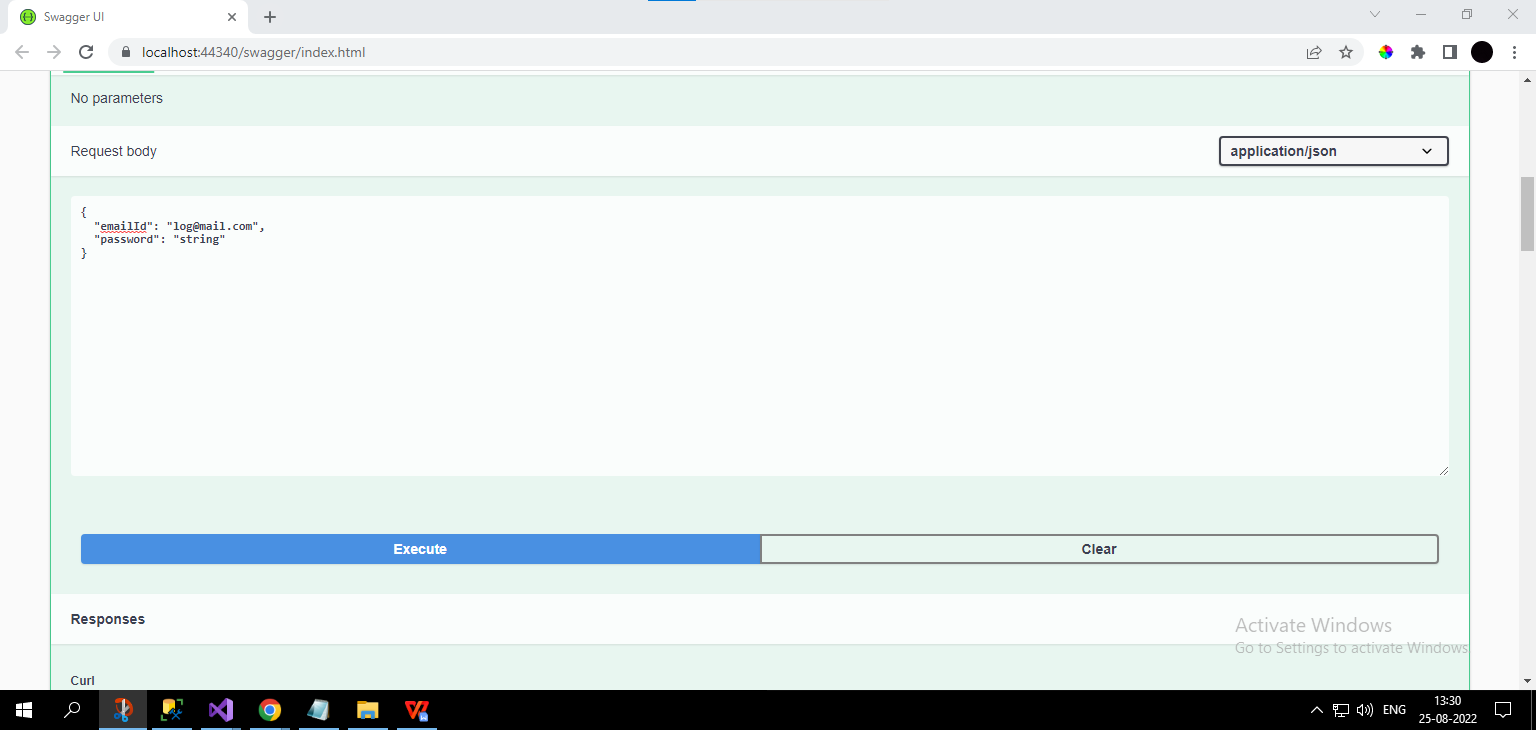 Swagger UI
localhost:44340/swagger/index.html
No parameters
Request body
application/json
{
"emailId": "log@mail.com",
"password": "string"
}
Execute
Clear
Responses
Activate Windows
Go to Settings to activate Windows.
Curl
ENG
13:30
25-08-2022